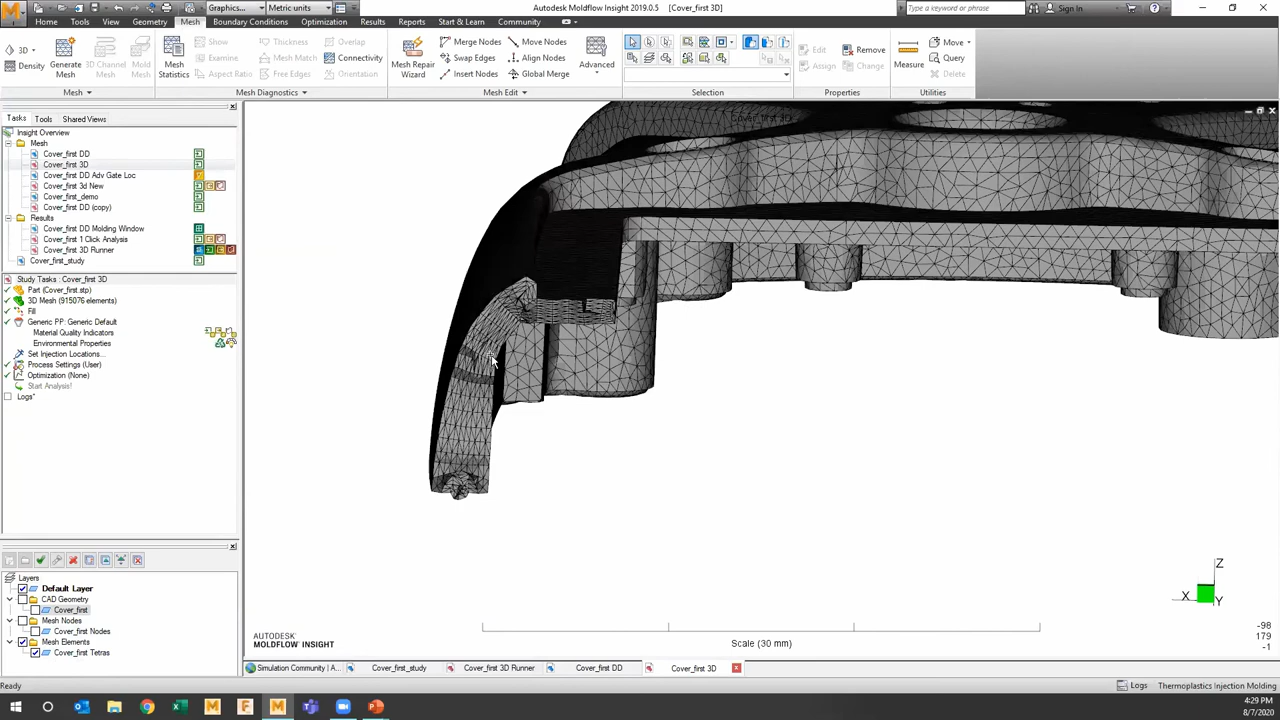 Graphics... Metric units Autodesk Moldflow Insight 2019.0.5 [Cover_first 3D] Type a keyword or phrase Sign In
Home Tools View Geometry Mesh Boundary Conditions Optimization Results Reports Start & Learn Community
3D Density
Generate Mesh
3D Channel Mesh
Mold Mesh
Mesh Statistics
Show Thickness Overlap
Examine Mesh Match Connectivity
Aspect Ratio Free Edges Orientation
Mesh Repair Wizard
Merge Nodes Move Nodes
Swap Edges Align Nodes
Insert Nodes Global Merge
Advanced
Edit Remove
Assign Change
Measure
Move
Query
Delete
Mesh Mesh Diagnostics Mesh Edit Selection Properties Utilities
Tasks Tools Shared Views
Insight Overview
Mesh
Cover_first DD
Cover_first 3D
Cover_first DD Adv Gate Loc
Cover_first 3d New
Cover_first_demo
Cover_first DD (copy)
Results
Cover_first DD Molding Window
Cover_first 1 Click Analysis
Cover_first 3D Runner
Cover_first_study
Study Tasks : Cover_first 3D
Part (Cover_first.stp)
3D Mesh (915076 elements)
Fill
Generic PP: Generic Default
Material Quality Indicators
Environmental Properties
Set Injection Locations...
Process Settings (User)
Optimization (None)
Start Analysis!
Logs*
Layers
Default Layer
CAD Geometry
Cover_first
Mesh Nodes
Cover_first Nodes
Mesh Elements
Cover_first Tetras
Cover_first 3D
Z
X
Y
AUTODESK
MOLDFLOW INSIGHT
Scale (30 mm)
-98
179
-1
Simulation Community | A... Cover_first_study Cover_first 3D Runner Cover_first DD Cover_first 3D
Ready Logs Thermoplastics Injection Molding
4:29 PM
8/7/2020